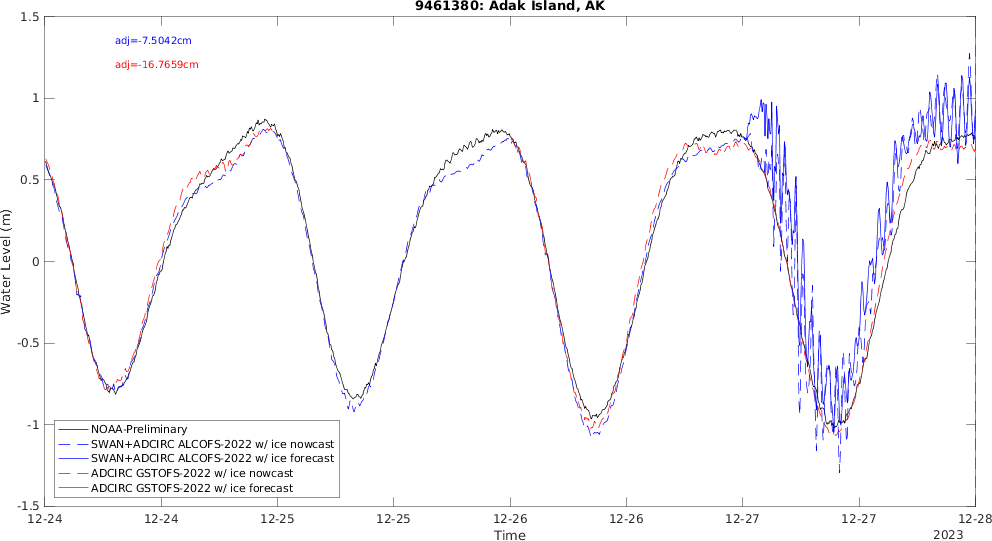 9461380: Adak Island, AK
adj=-7.5042cm
adj=-16.7659cm
Water Level (m)
1.5
1
0.5
0
-0.5
-1
-1.5
NOAA-Preliminary
SWAN+ADCIRC ALCOFS-2022 w/ ice nowcast
SWAN+ADCIRC ALCOFS-2022 w/ ice forecast
ADCIRC GSTOFS-2022 w/ ice nowcast
ADCIRC GSTOFS-2022 w/ ice forecast
12-24 12-24 12-25 12-25 12-26 12-26 12-27 12-27 12-28
Time
2023